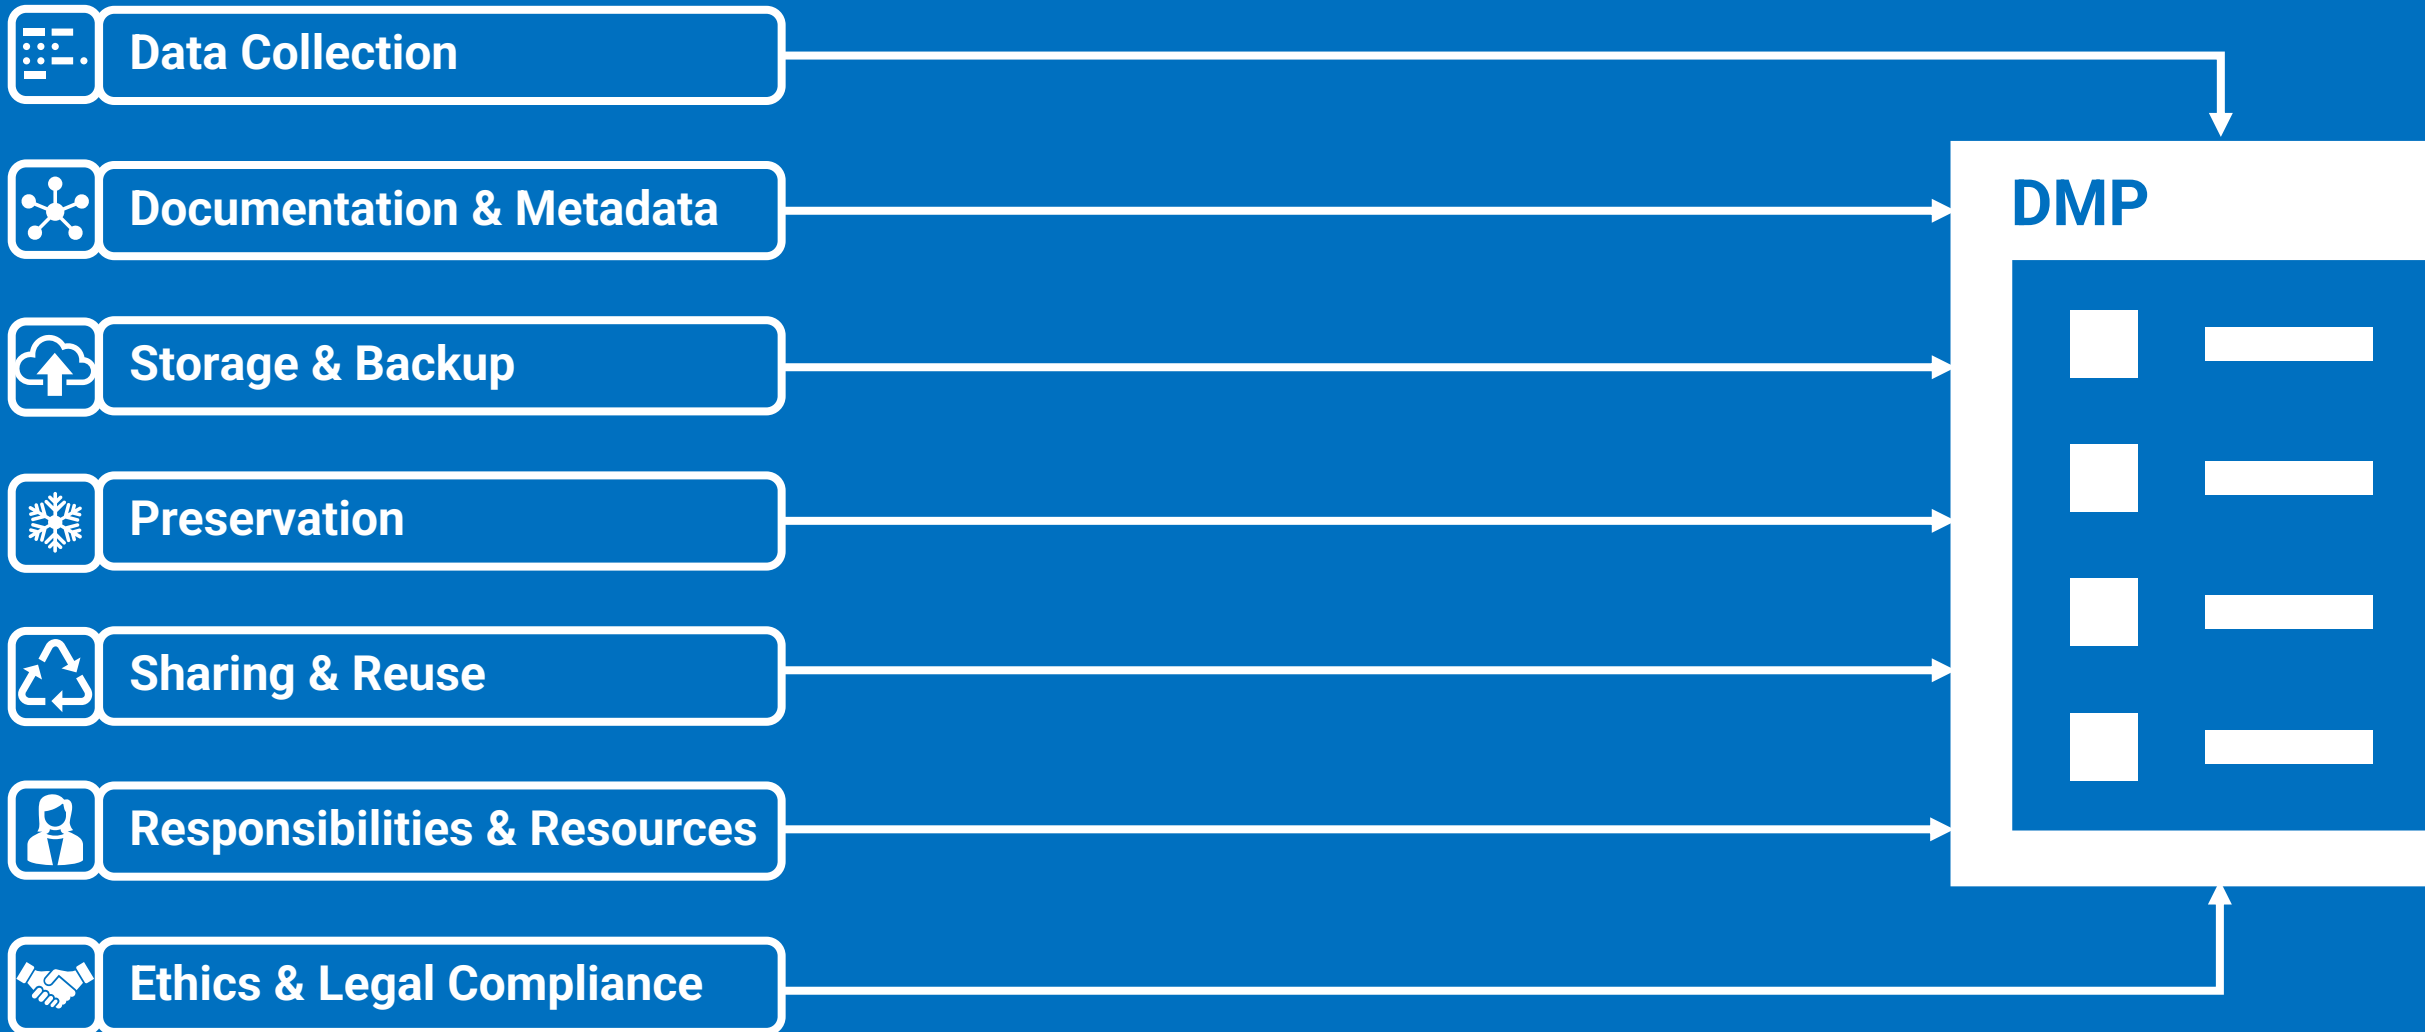 Data Collection
Documentation & Metadata
DMP
Storage & Backup
Preservation
Sharing & Reuse
Responsibilities & Resources
Ethics & Legal Compliance